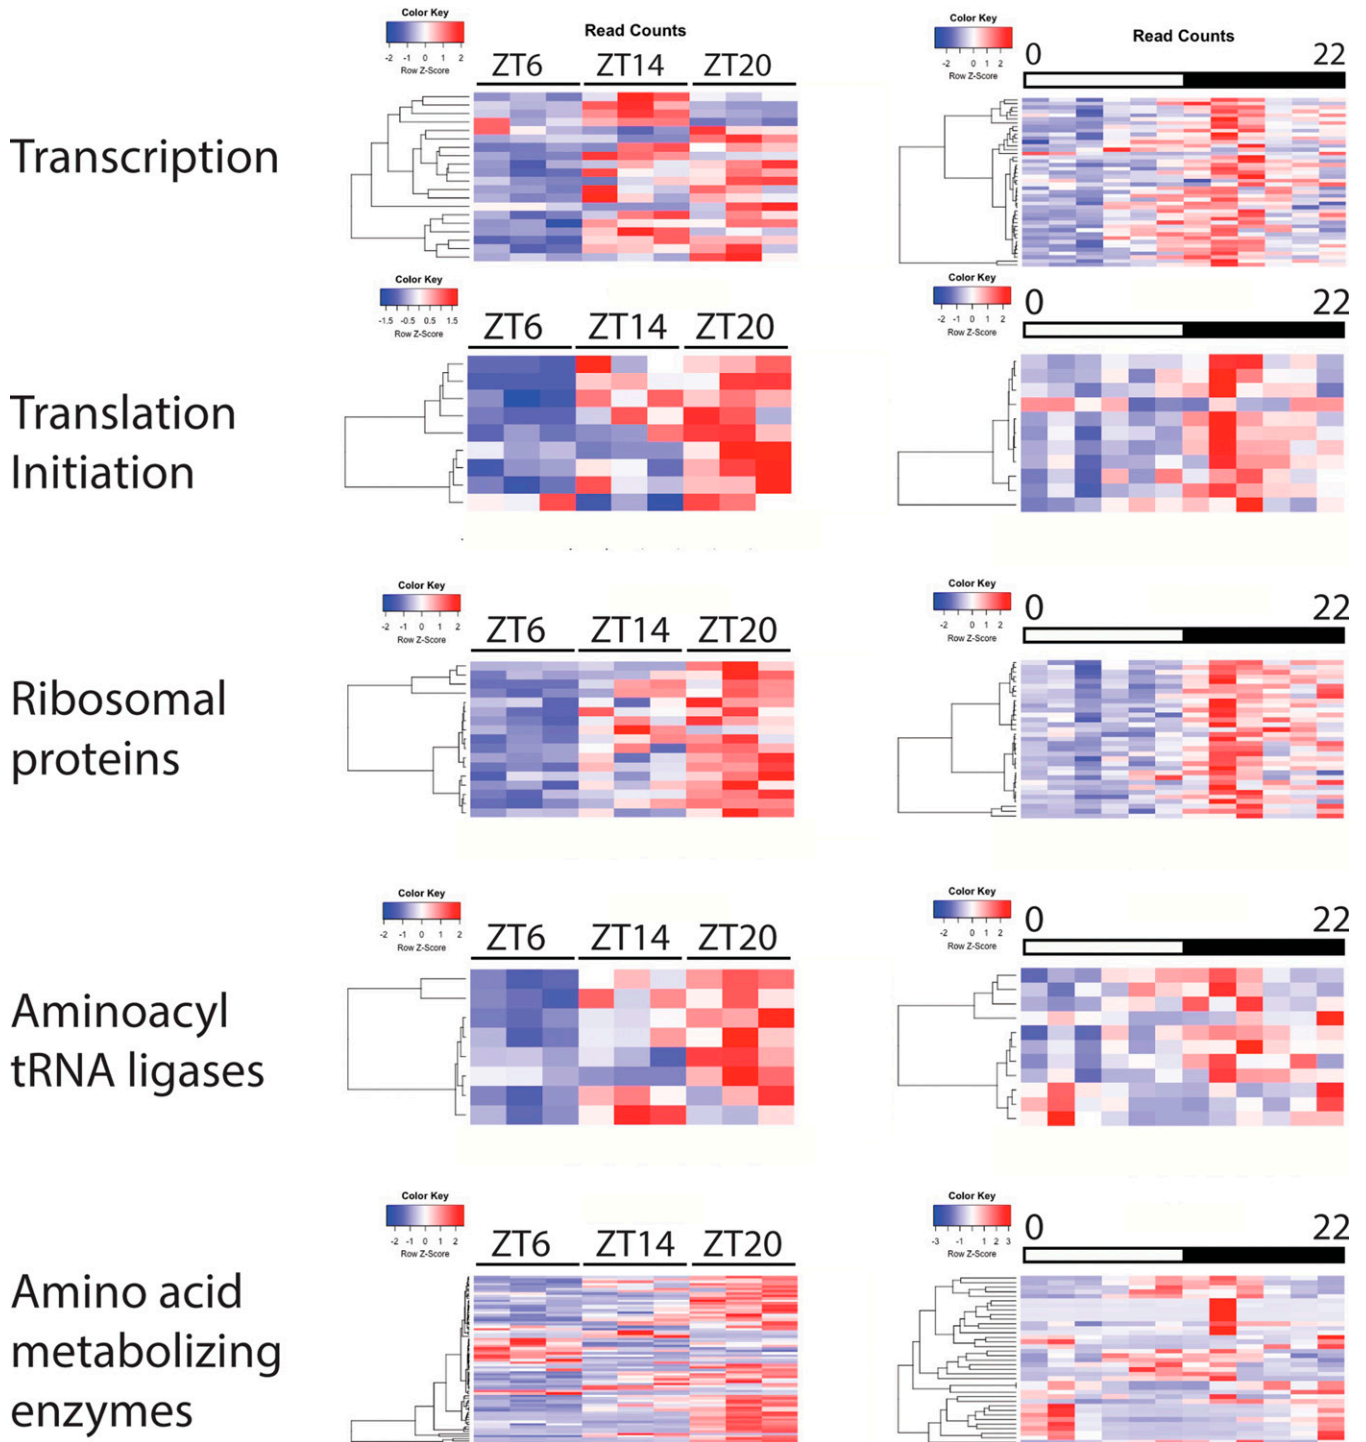 Color Key
-2 -1 0 1 2
Row Z-Score
Read Counts
ZT6 ZT14 ZT20
Color Key
-2 -1 0 1 2
Row Z-Score
Read Counts
0 22
Transcription
Color Key
-1.5 -0.5 0.5 1.5
Row Z-Score
ZT6 ZT14 ZT20
Color Key
-2 -1 0 1 2
Row Z-Score
0 22
Translation
Initiation
Color Key
-2 -1 0 1 2
Row Z-Score
ZT6 ZT14 ZT20
Color Key
-2 0 1 2
Row Z-Score
0 22
Ribosomal
proteins
Color Key
-2 -1 0 1 2
Row Z-Score
ZT6 ZT14 ZT20
Color Key
-2 0 1 2
Row Z-Score
0 22
Aminoacyl
tRNA ligases
Color Key
-2 -1 0 1 2
Row Z-Score
ZT6 ZT14 ZT20
Color Key
-3 -1 1 2 3
Row Z-Score
0 22
Amino acid
metabolizing
enzymes